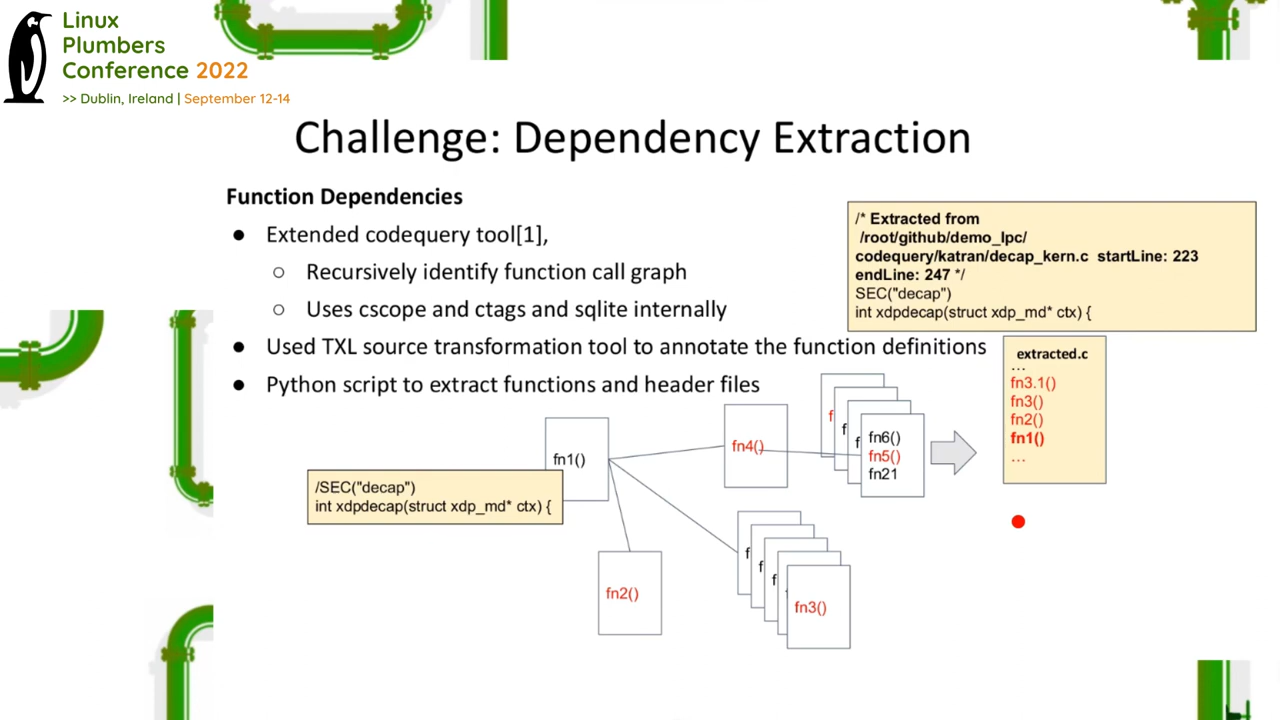 Linux
Plumbers
Conference 2022
>> Dublin, Ireland | September 12-14
Challenge: Dependency Extraction
Function Dependencies
● Extended codequery tool[1],
○ Recursively identify function call graph
○ Uses cscope and ctags and sqlite internally
● Used TXL source transformation tool to annotate the function definitions
● Python script to extract functions and header files
/* Extracted from
/root/github/demo_lpc/
codequery/katran/decap_kern.c startLine: 223
endLine: 247 */
SEC("decap")
int xdpdecap(struct xdp_md* ctx) {
extracted.c
...
fn3.1()
fn3()
fn2()
fn1()
...
fn1()
/SEC("decap")
int xdpdecap(struct xdp_md* ctx) {
fn4()
f
f
f
fn6()
fn5()
fn21
fn2()
f
f
f
fn3()